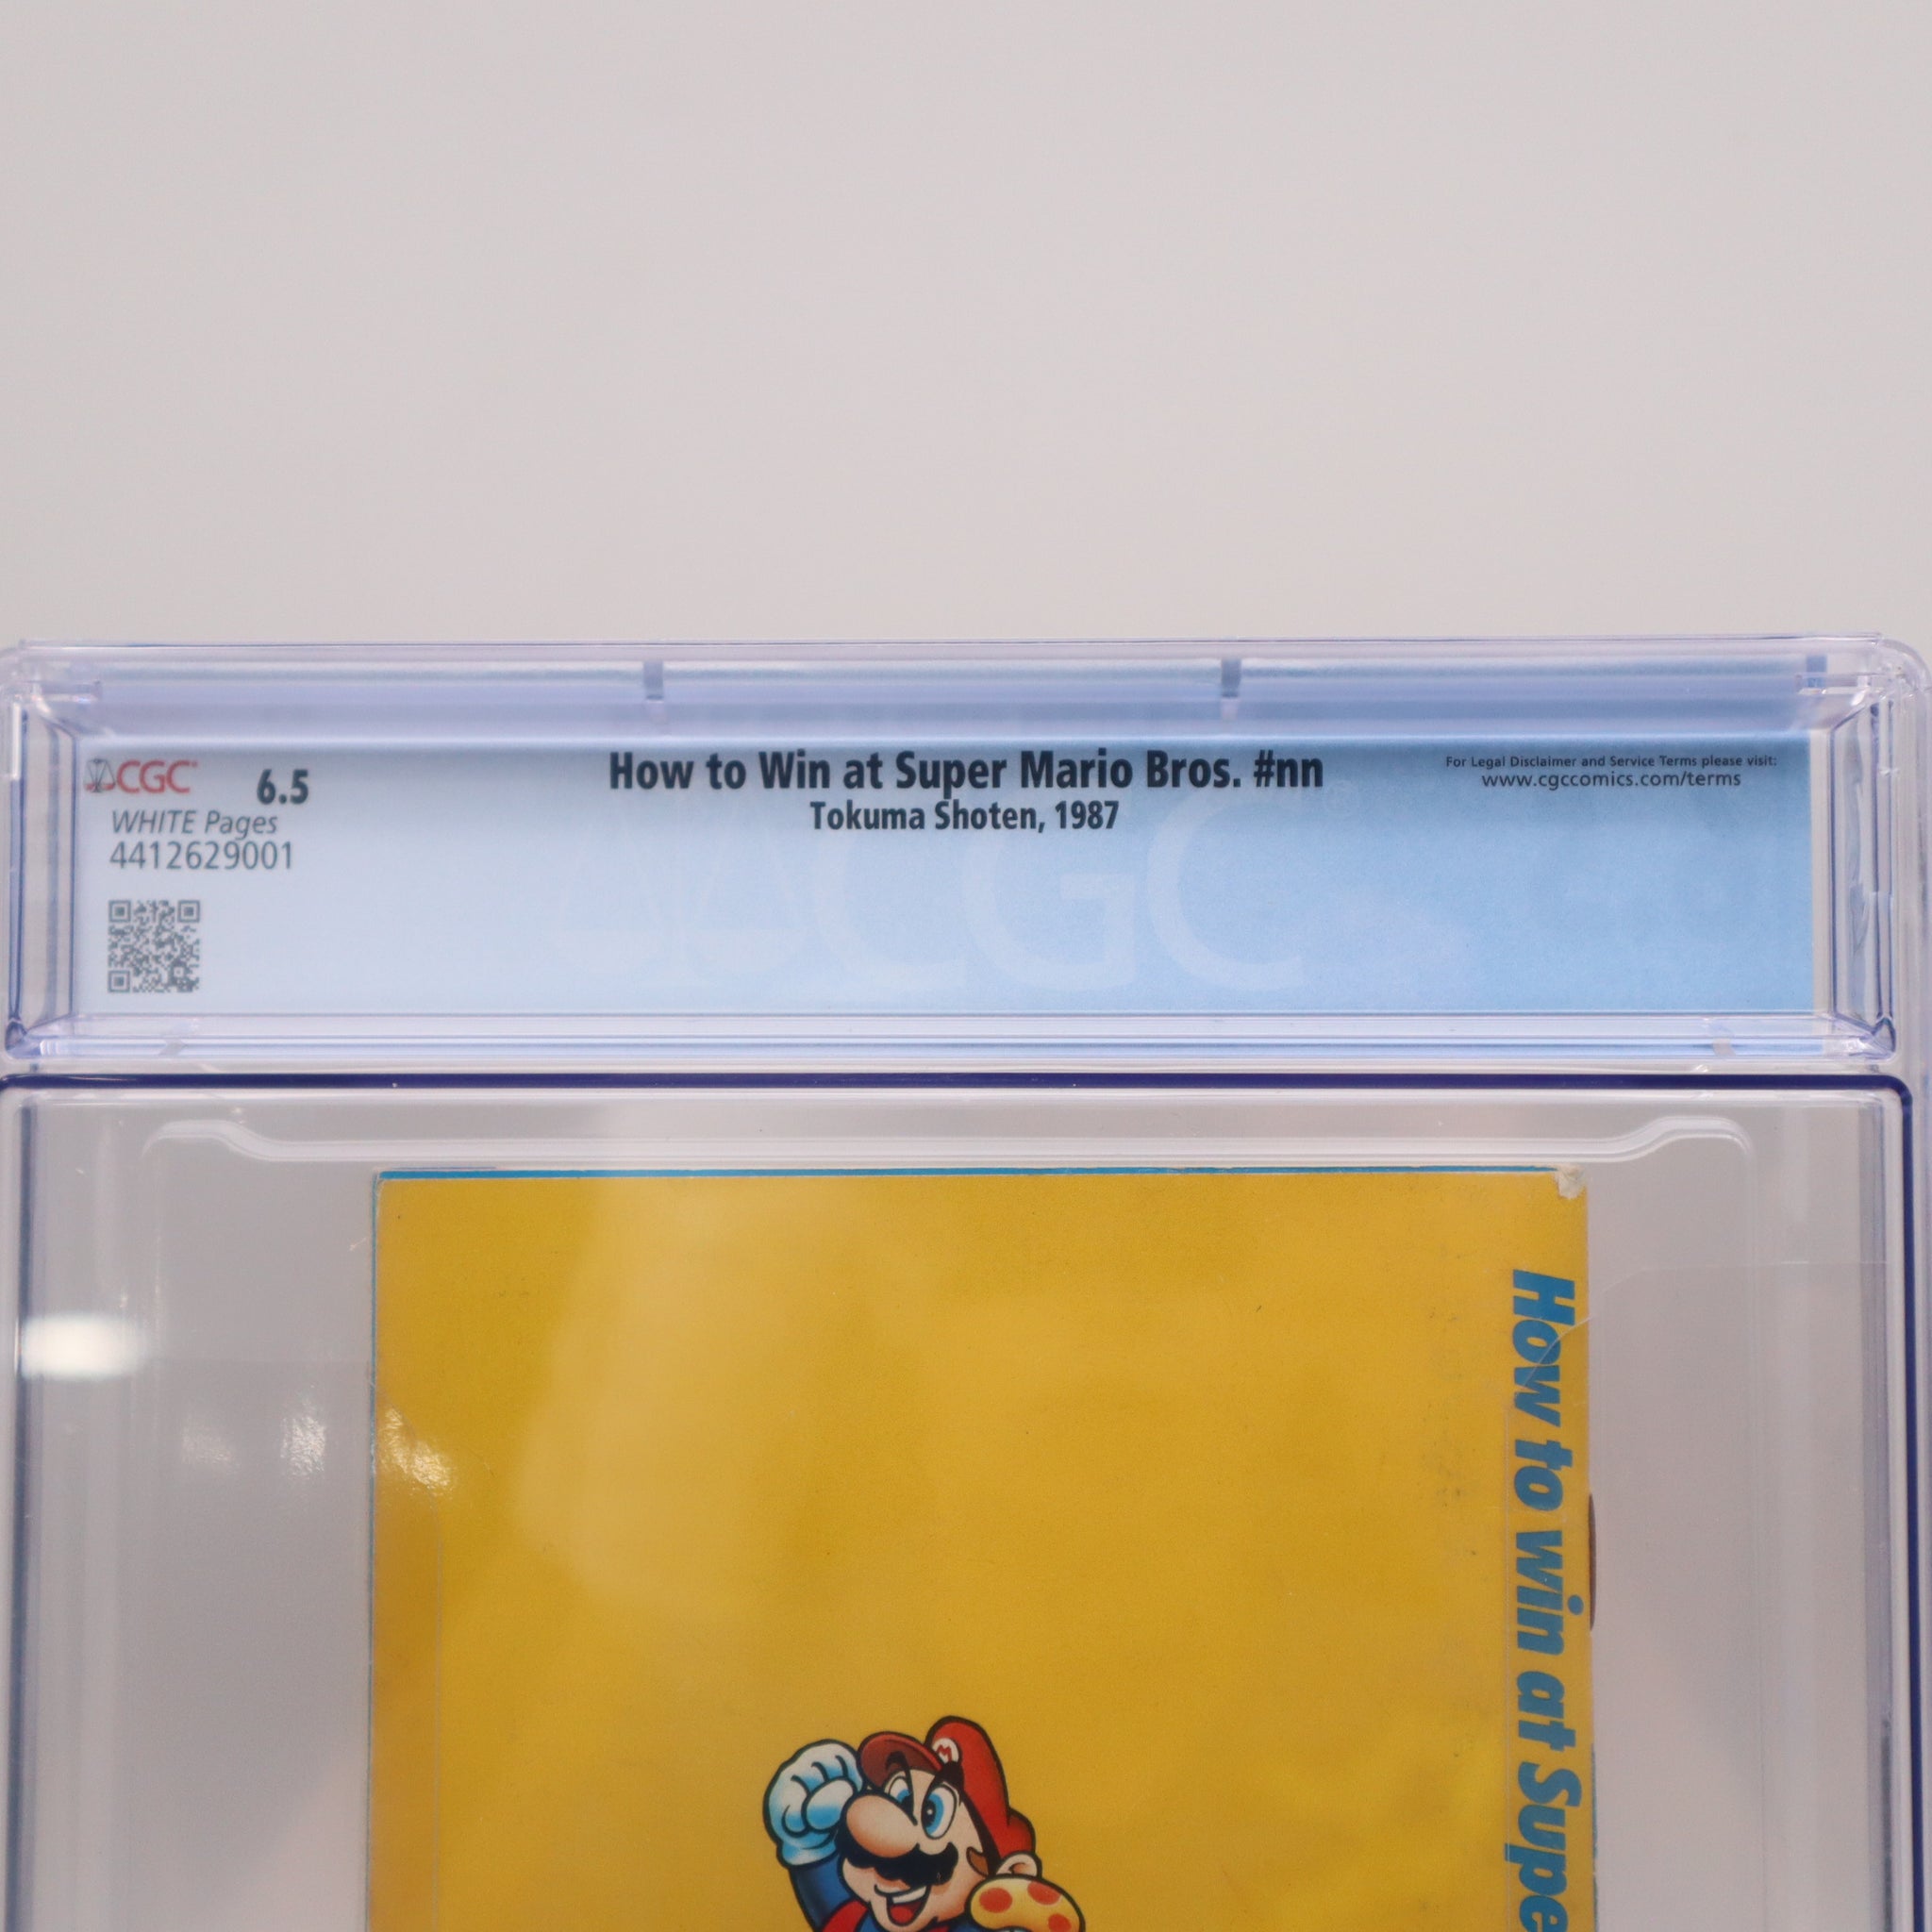 CGC
6.5
WHITE Pages
4412629001
How to Win at Super Mario Bros. #nn
Tokuma Shoten, 1987
For Legal Disclaimer and Service Terms please visit:
www.cgccomics.com/terms
CGC
How to win at Supe
M